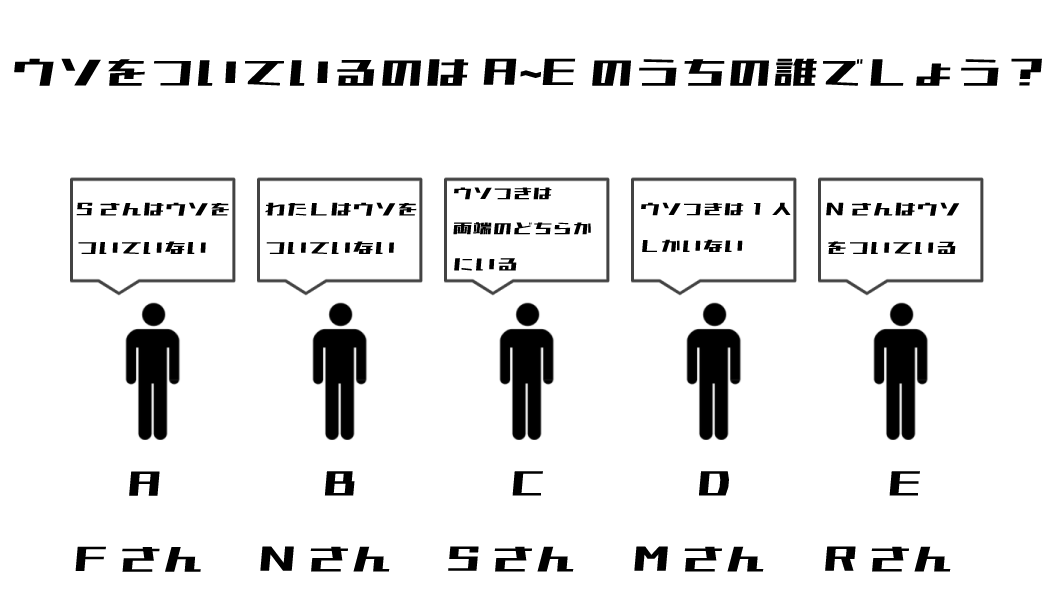 ウソをついているのはA~Eのうちの誰でしょう？
Sさんはウソを
ついていない
わたしはウソを
ついていない
ウソつきは
両端のどちらか
にいる
ウソつきは1人
しかいない
Nさんはウソ
をついている
A
B
C
D
E
Fさん
Nさん
Sさん
Mさん
Rさん